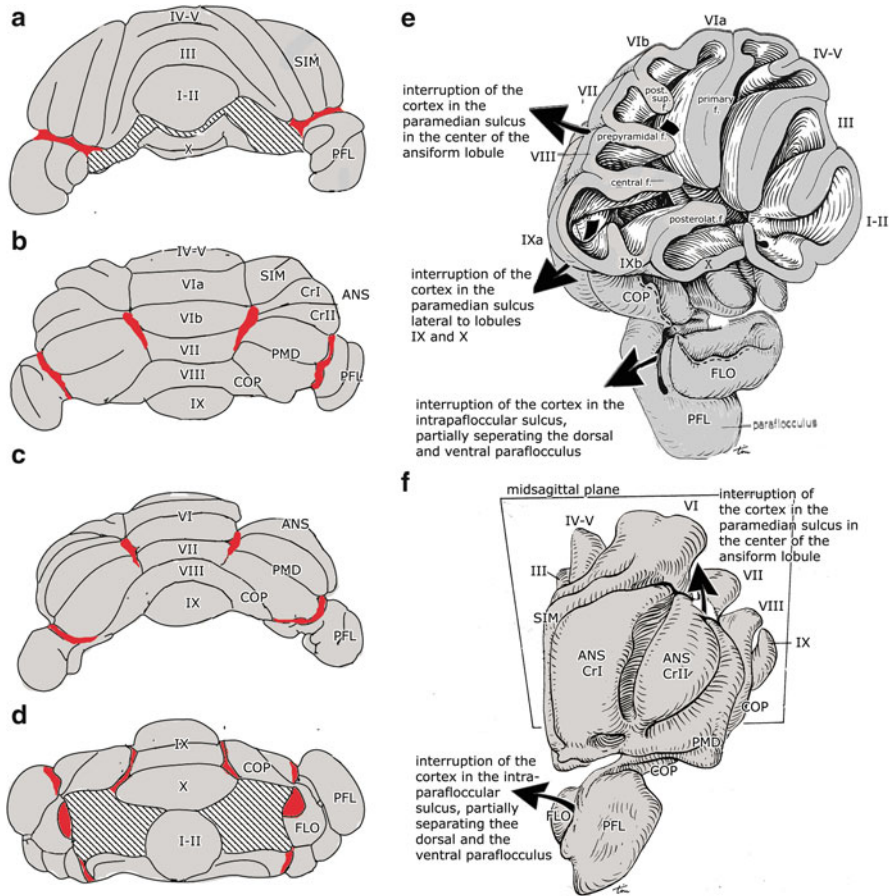 a
IV-V
III
SIM
I-II
X
PFL
b
IV-V
SIM
VIa
CrI
ANS
VIb
CrII
VII
PMD
VIII
COP
PFL
IX
c
VI
ANS
VII
VIII
PMD
IX
COP
PFL
d
IX
COP
X
PFL
FLO
I-II
e
VIa
VIb
IV-V
interruption of the
cortex in the
paramedian sulcus
in the center of the
ansiform lobule
VII
post.
sup.
f.
primary
f.
III
prepyramidal f.
VIII
central f.
I-II
posterolat.f.
IXa
IXb
X
interruption of the
cortex in the
paramedian sulcus
lateral to lobules
IX and X
COP
FLO
interruption of the cortex in the
intrapafloccular sulcus,
partially seperating the dorsal
and ventral paraflocculus
PFL
paraflocculus
f
midsagittal plane
interruption of
the cortex in the
paramedian sulcus in
the center of the
ansiform lobule
VI
IV-V
III
VII
VIII
SIM
IX
ANS
CrI
ANS
CrII
COP
PMD
COP
interruption of the
cortex in the intra-
parafloccular
sulcus, partially
separating thee
dorsal and the
ventral paraflocculus
FLO
PFL